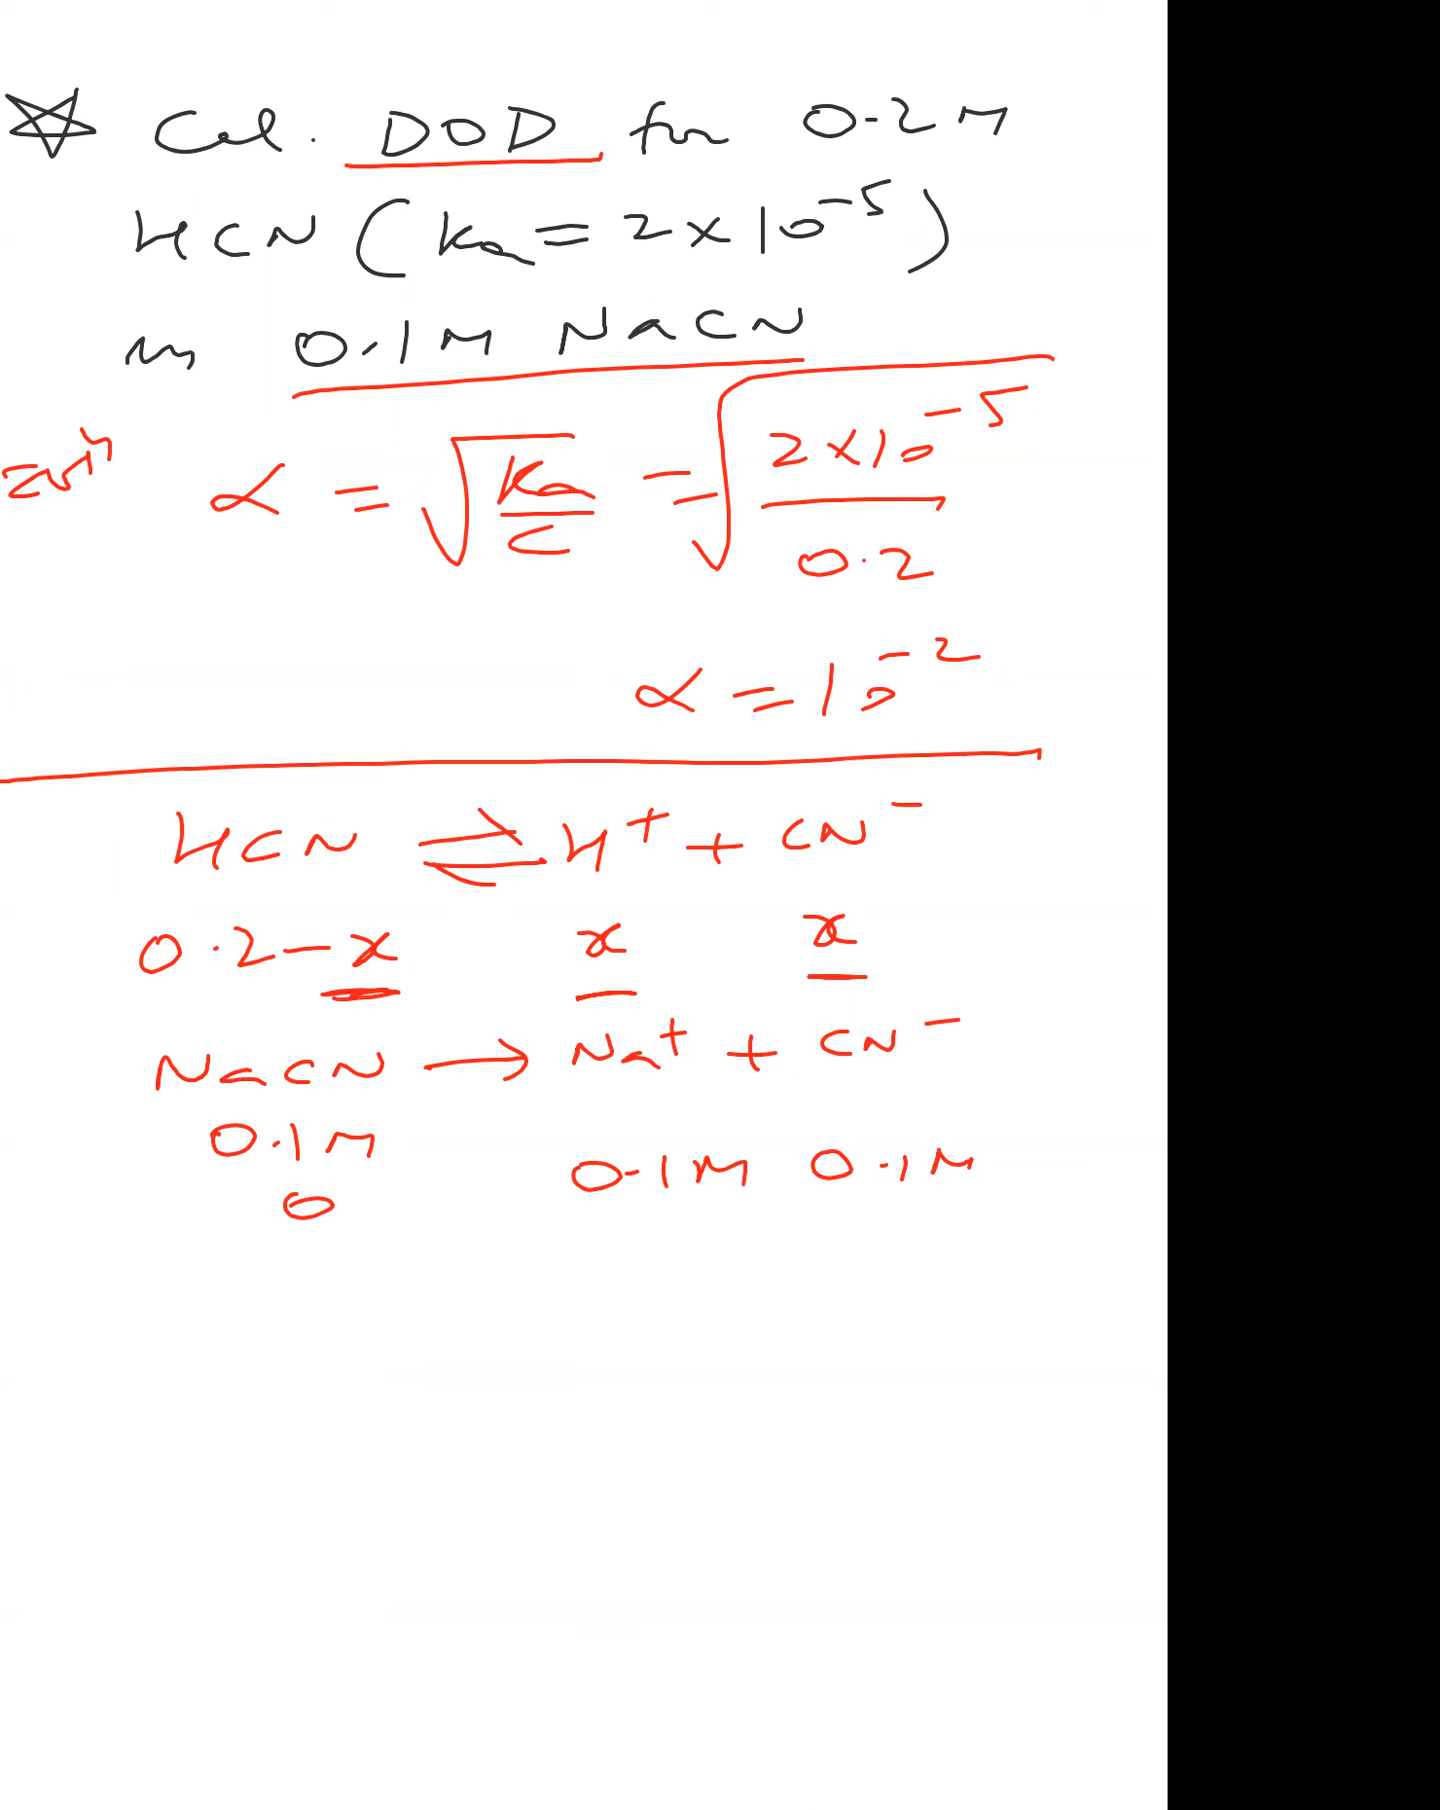 Cal. DOD for 0.2M
HCN (Ka = 2×10⁻⁵)
in 0.1M NaCN
α = √(Ka/C) = √(2×10⁻⁵/0.2)
α = 10⁻²
HCN ⇌ H⁺ + CN⁻
0.2-x x x
NaCN → Na⁺ + CN⁻
0.1M
0.1M 0.1M
0